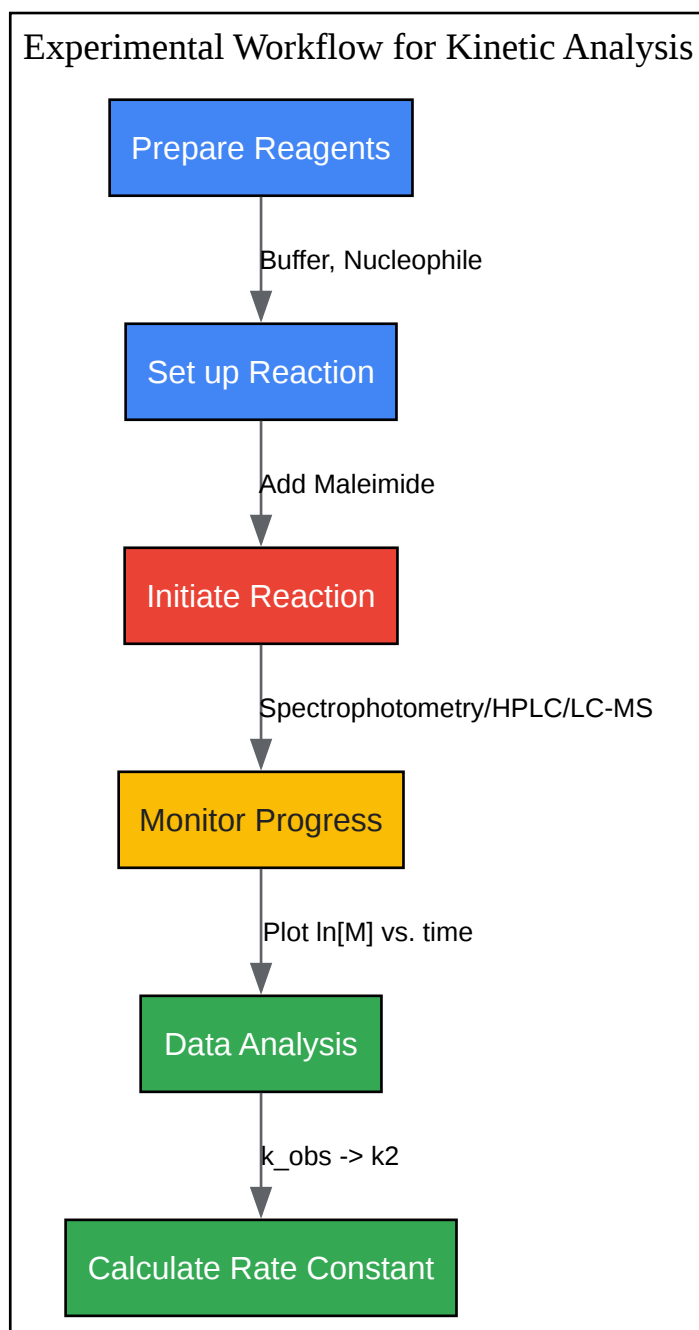 Experimental Workflow for Kinetic Analysis
Prepare Reagents
Buffer, Nucleophile
Set up Reaction
Add Maleimide
Initiate Reaction
Spectrophotometry/HPLC/LC-MS
Monitor Progress
Plot ln[M] vs. time
Data Analysis
k_obs -> k2
Calculate Rate Constant